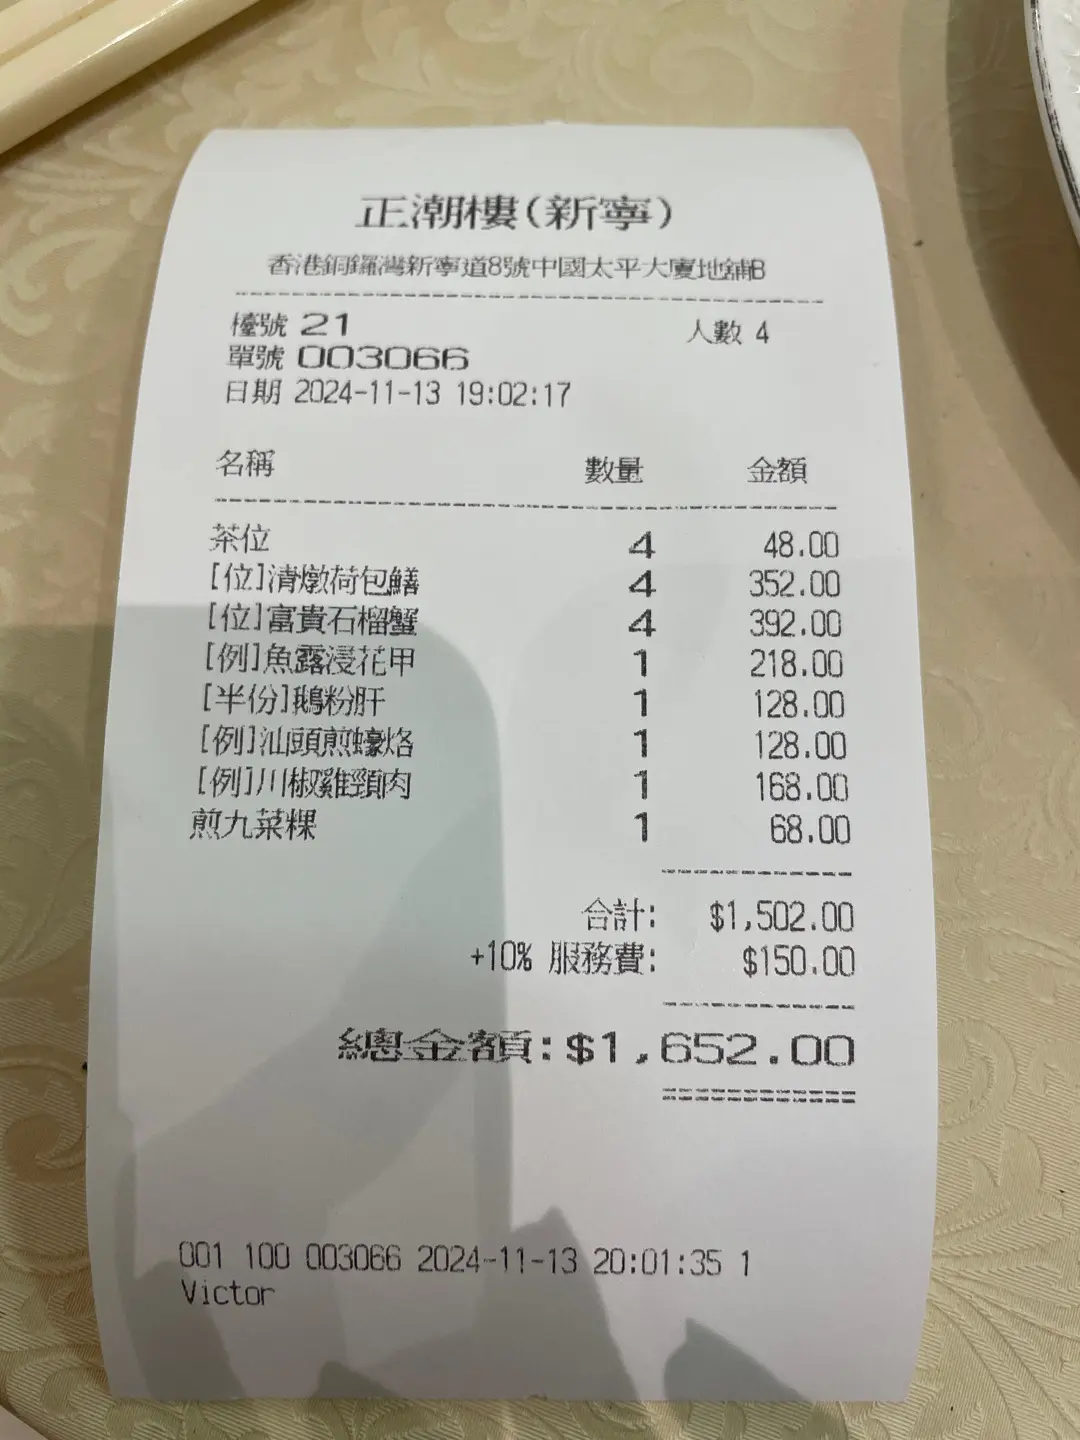 正潮樓(新寧)
香港銅鑼灣新寧道8號中國太平大廈地舖B
檯號 21 人數 4
單號 003066
日期 2024-11-13 19:02:17
名稱 數量 金額
茶位 4 48.00
[位]清燉荷包鱔 4 352.00
[位]富貴石榴蟹 4 392.00
[例]魚露浸花甲 1 218.00
[半份]鵝粉肝 1 128.00
[例]汕頭煎蠔烙 1 128.00
[例]川椒雞頸肉 1 168.00
煎九菜粿 1 68.00
合計: $1,502.00
+10% 服務費: $150.00
總金額:$1,652.00
001 100 003066 2024-11-13 20:01:35 1
Victor